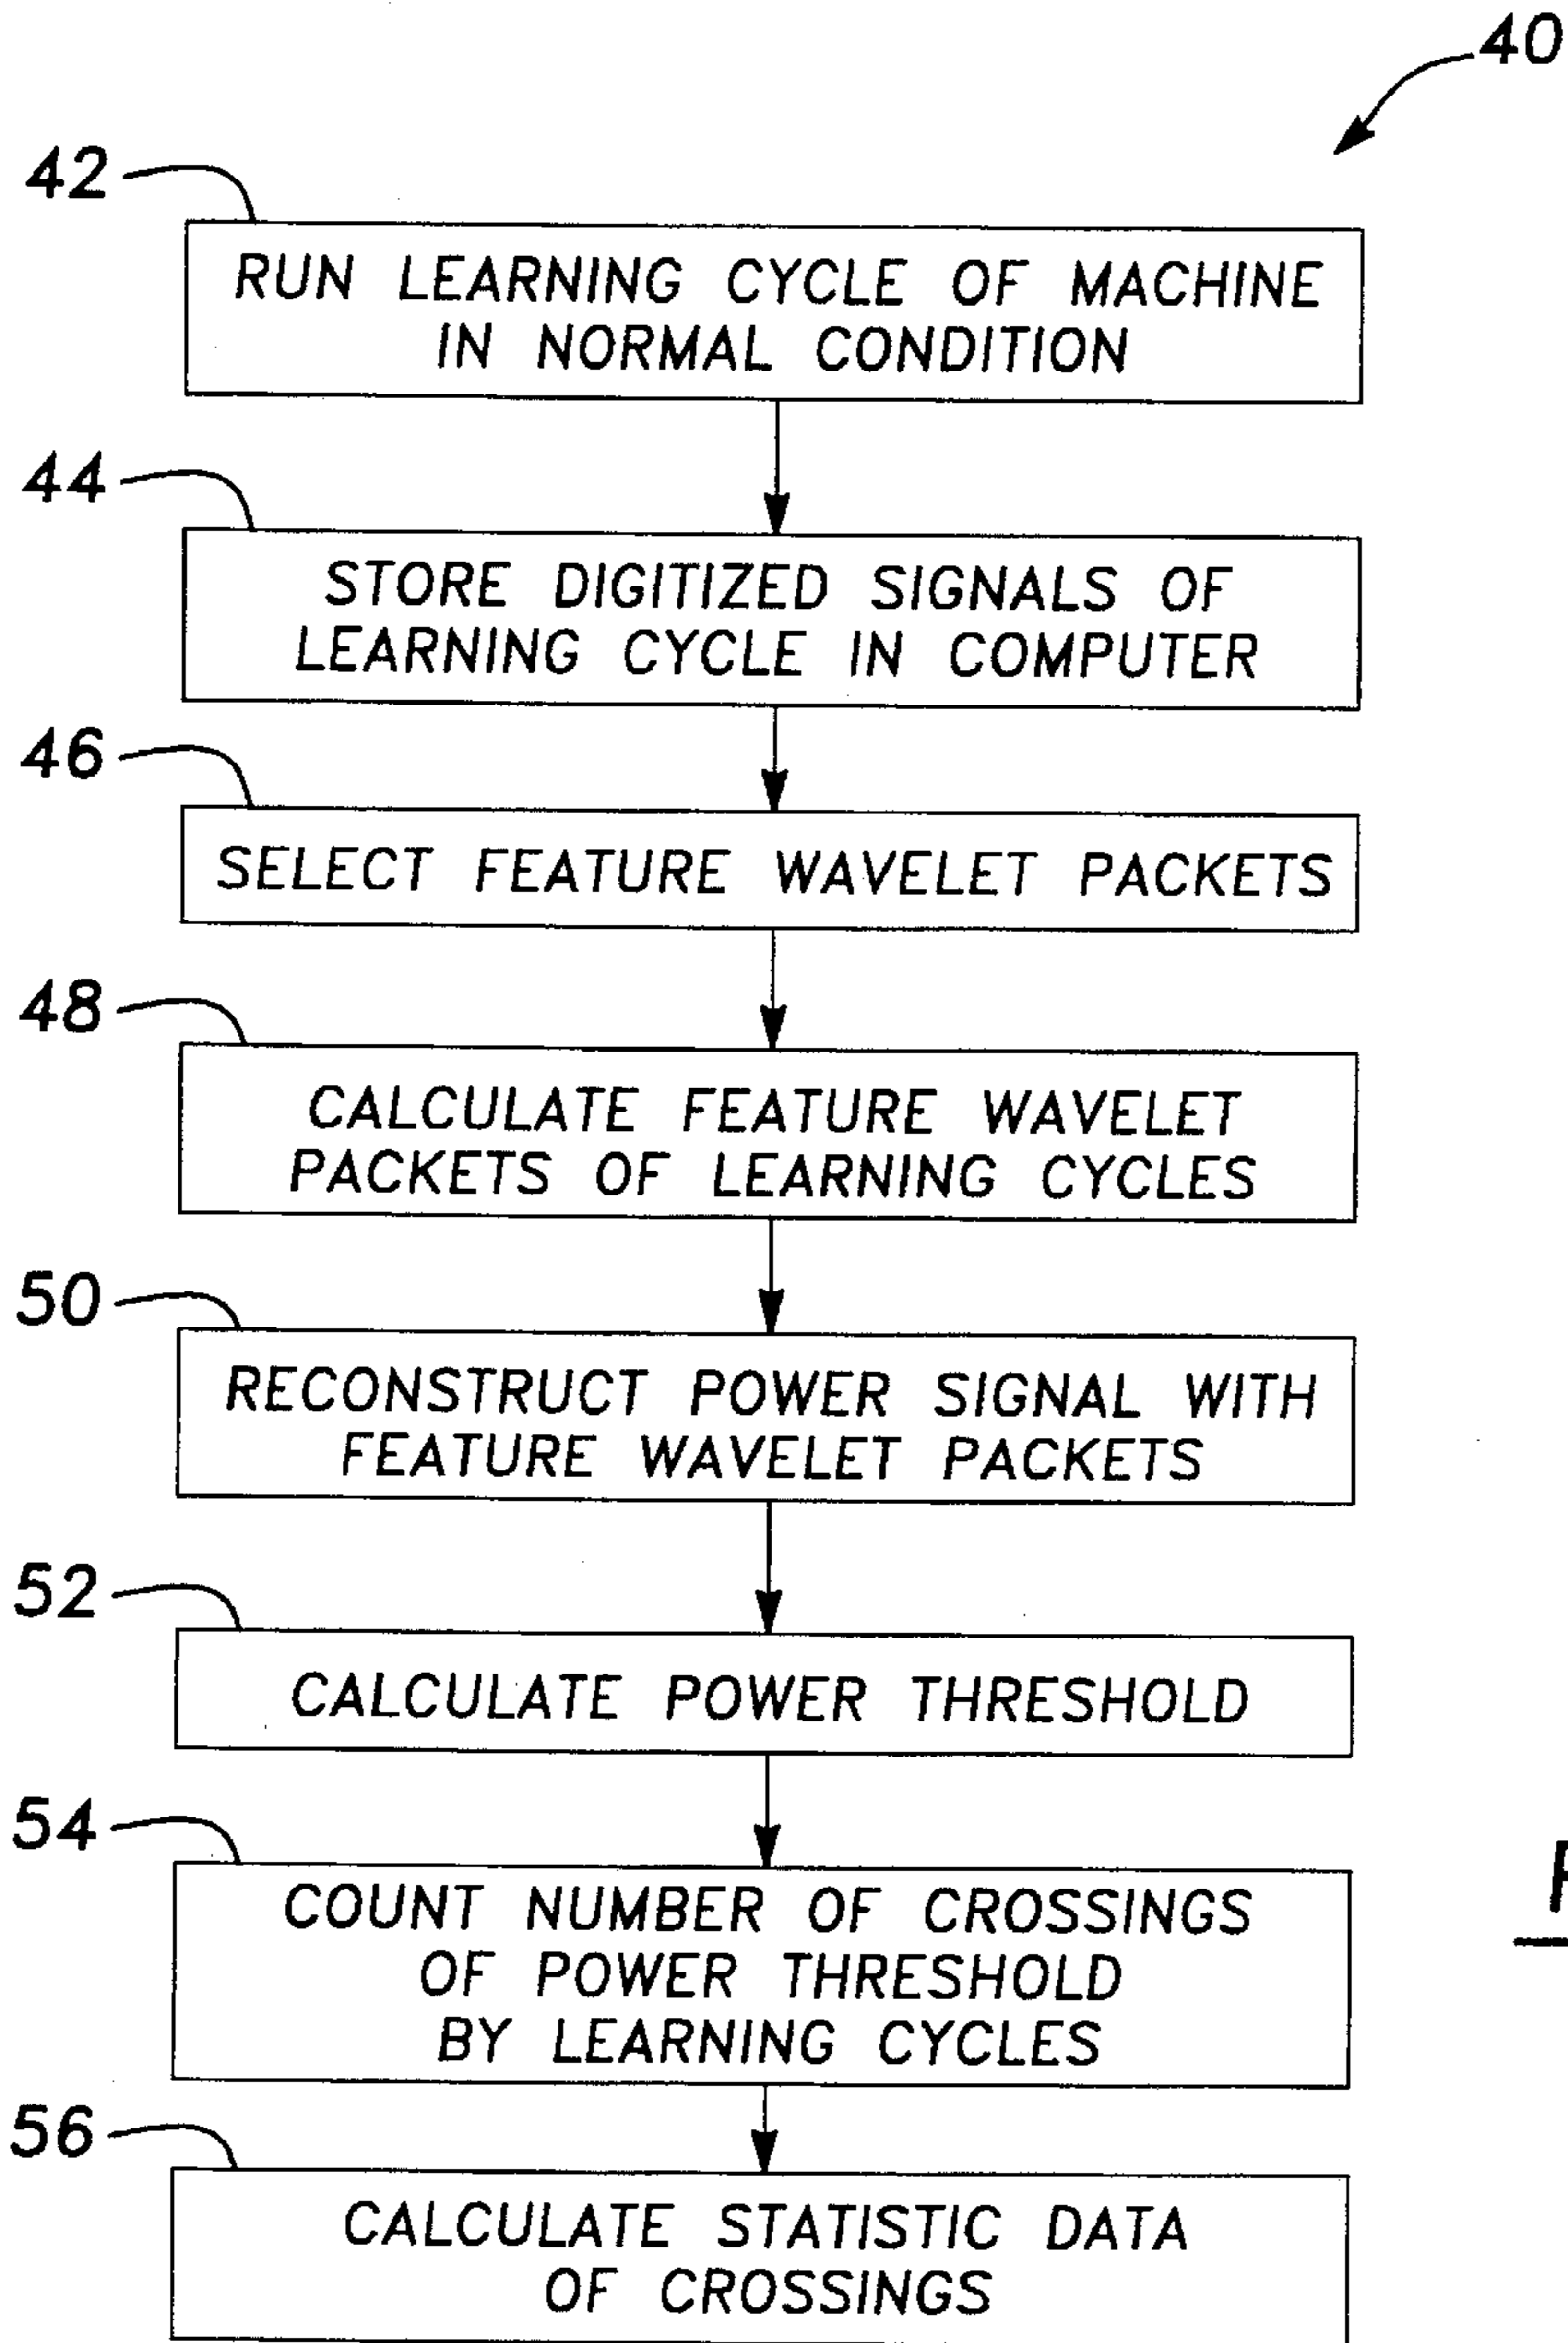 40
42
RUN LEARNING CYCLE OF MACHINE
IN NORMAL CONDITION
44
STORE DIGITIZED SIGNALS OF
LEARNING CYCLE IN COMPUTER
46
SELECT FEATURE WAVELET PACKETS
48
CALCULATE FEATURE WAVELET
PACKETS OF LEARNING CYCLES
50
RECONSTRUCT POWER SIGNAL WITH
FEATURE WAVELET PACKETS
52
CALCULATE POWER THRESHOLD
54
COUNT NUMBER OF CROSSINGS
OF POWER THRESHOLD
BY LEARNING CYCLES
56
CALCULATE STATISTIC DATA
OF CROSSINGS